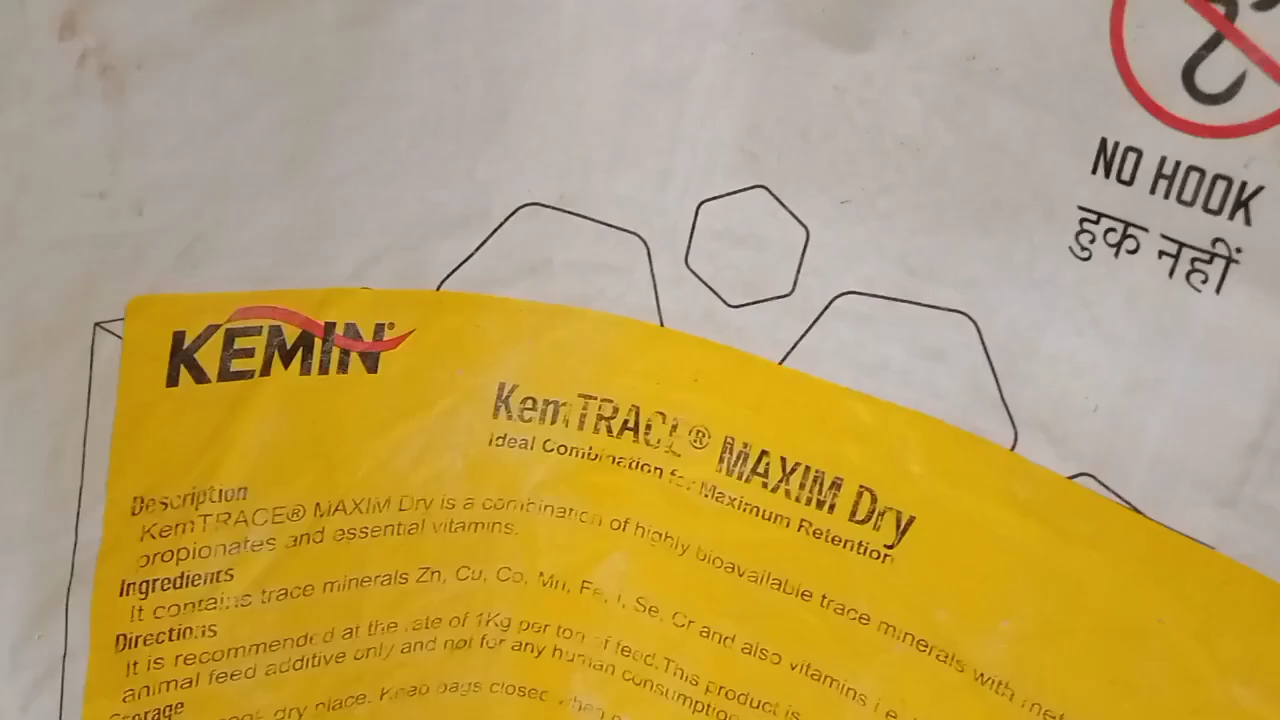 NO HOOK
हुक नहीं
KEMIN
KemTRACE® MAXIM Dry
Ideal Combination for Maximum Retention
Description
KemTRACE® MAXIM Dry is a combination of highly bioavailable trace minerals with
propionates and essential vitamins.
Ingredients
It contains trace minerals Zn, Cu, Co, Mn, Fe, I, Se, Cr and also vitamins i.e.
Directions
It is recommended at the rate of 1Kg per ton of feed. This product is
animal feed additive only and not for any human consumption
Storage
dry place. Keep bags closed when